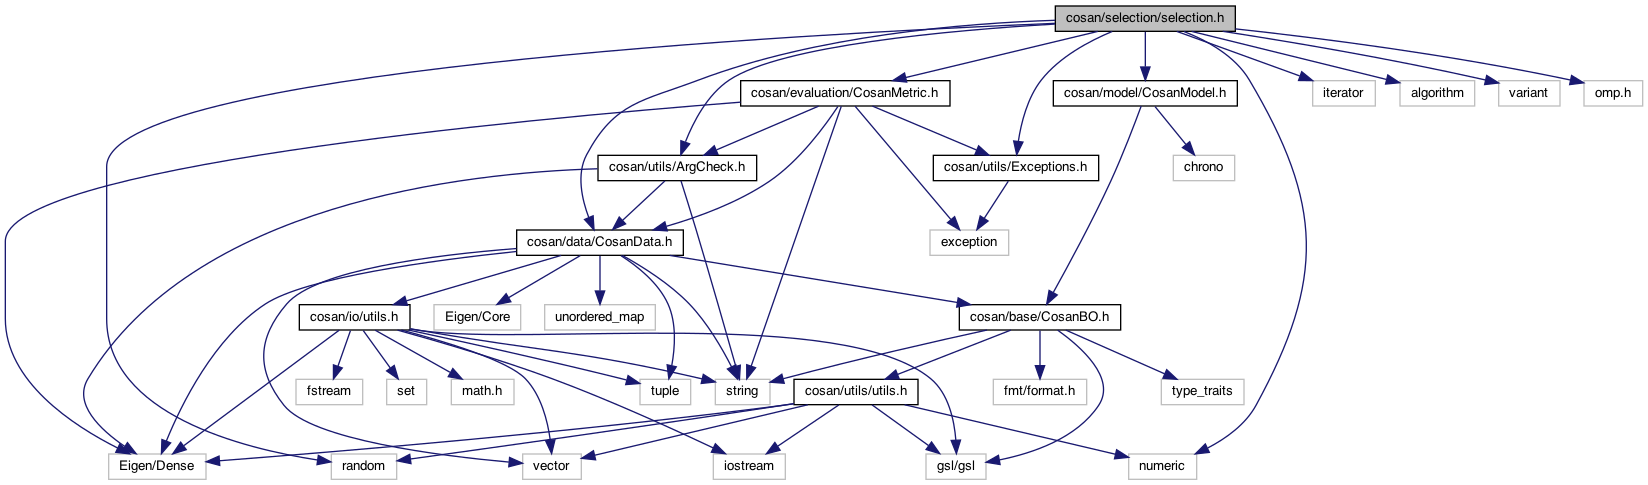 cosan/selection/selection.h
cosan/evaluation/CosanMetric.h
cosan/model/CosanModel.h
iterator
algorithm
variant
omp.h
cosan/utils/ArgCheck.h
cosan/utils/Exceptions.h
chrono
cosan/data/CosanData.h
exception
cosan/io/utils.h
Eigen/Core
unordered_map
cosan/base/CosanBO.h
fstream
set
math.h
tuple
string
cosan/utils/utils.h
fmt/format.h
type_traits
Eigen/Dense
random
vector
iostream
gsl/gsl
numeric